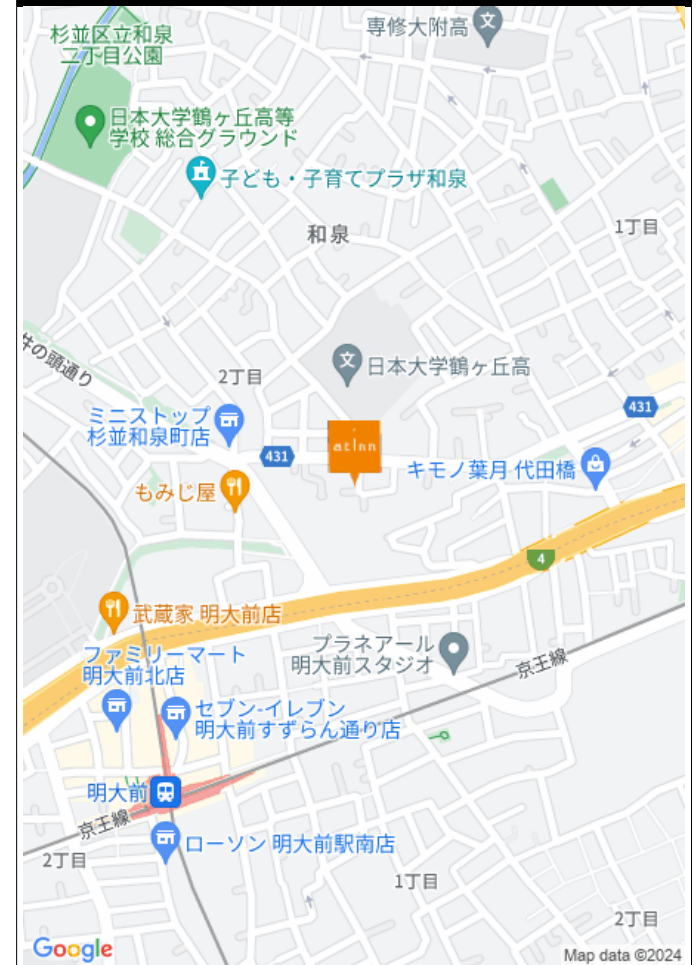 杉並区立和泉
二丁目公園
専修大附高
日本大学鶴ヶ丘高等
学校 総合グラウンド
子ども・子育てプラザ和泉
和泉
1丁目
井の頭通り
2丁目
日本大学鶴ヶ丘高
ミニストップ
杉並和泉町店
431
atInn
431
キモノ葉月 代田橋
もみじ屋
4
武蔵家 明大前店
プラネアール
明大前スタジオ
京王線
ファミリーマート
明大前北店
セブン-イレブン
明大前すずらん通り店
明大前
京王線
ローソン 明大前駅南店
2丁目
1丁目
2丁目
Google
Map data ©2024